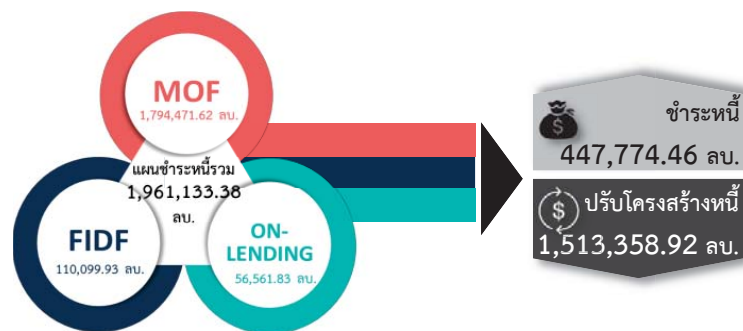 MOF
1,794,471.62 ลบ.
แผนชำระหนี้รวม
1,961,133.38
ลบ.
FIDF
110,099.93 ลบ.
ON-
LENDING
56,561.83 ลบ.
ชำระหนี้
447,774.46 ลบ.
ปรับโครงสร้างหนี้
1,513,358.92 ลบ.